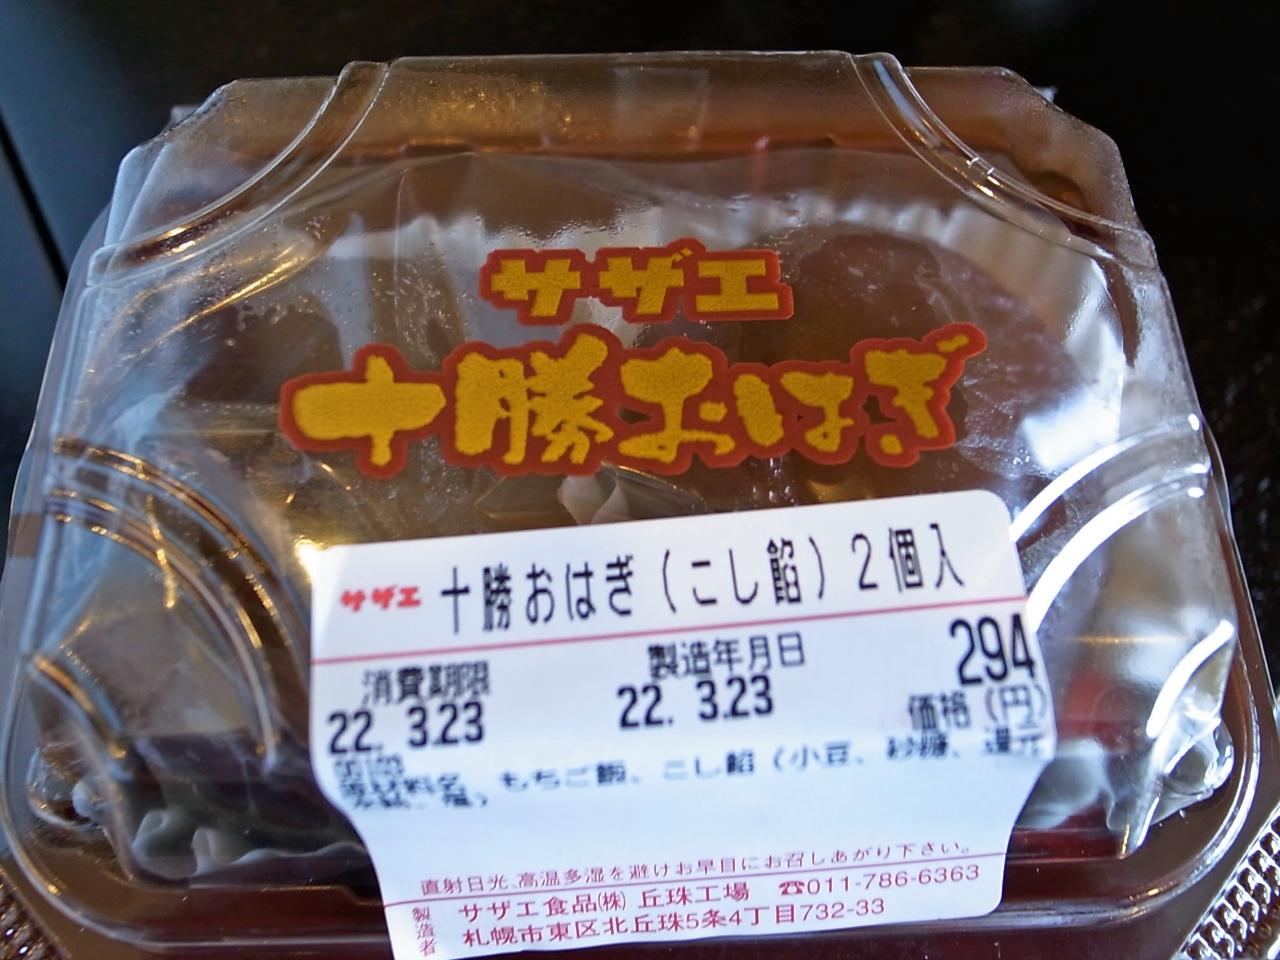 サザエ
十勝おはぎ
サザエ 十勝おはぎ（こし餡）2個入
消費期限 製造年月日 294
22. 3.23 22. 3.23 価格（円）
原材料名、もちご飯、こし餡（小豆、砂糖、還元
水飴、塩）
直射日光、高温多湿を避けお早目にお召しあがり下さい。
製造者 サザエ食品㈱ 丘珠工場 ☎011-786-6363
札幌市東区北丘珠5条4丁目732-33